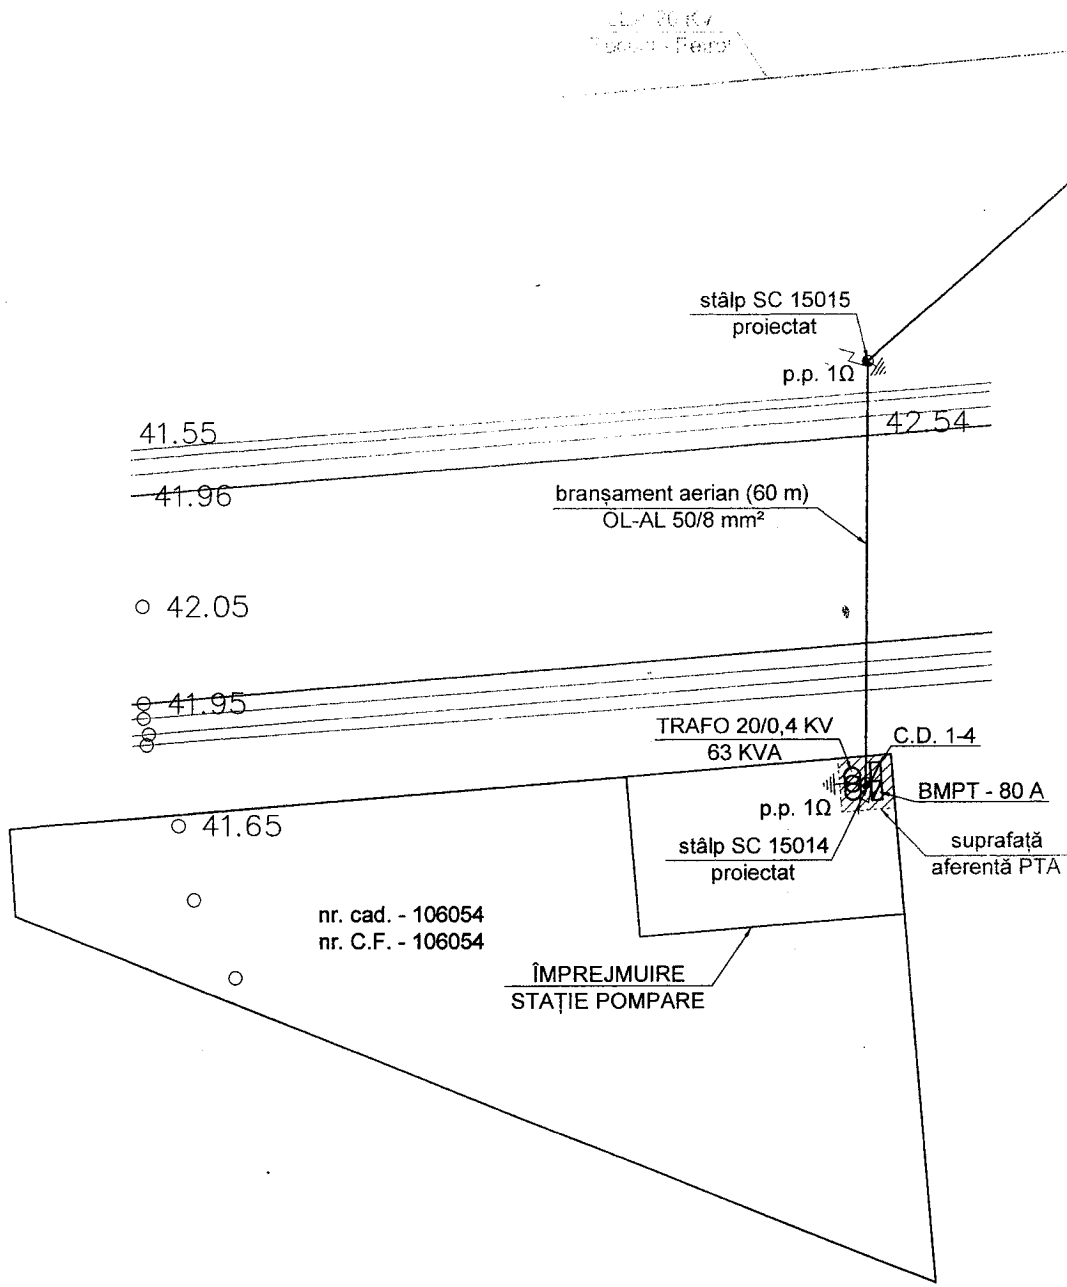 20 KV
stâlp SC 15015
proiectat
p.p. 1Ω
41.55
42.54
41.96
branșament aerian (60 m)
OL-AL 50/8 mm²
42.05
41.95
TRAFO 20/0,4 KV
63 KVA
C.D. 1-4
BMPT - 80 A
p.p. 1Ω
41.65
stâlp SC 15014
proiectat
suprafață
aferentă PTA
nr. cad. - 106054
nr. C.F. - 106054
ÎMPREJMUIRE
STAȚIE POMPARE